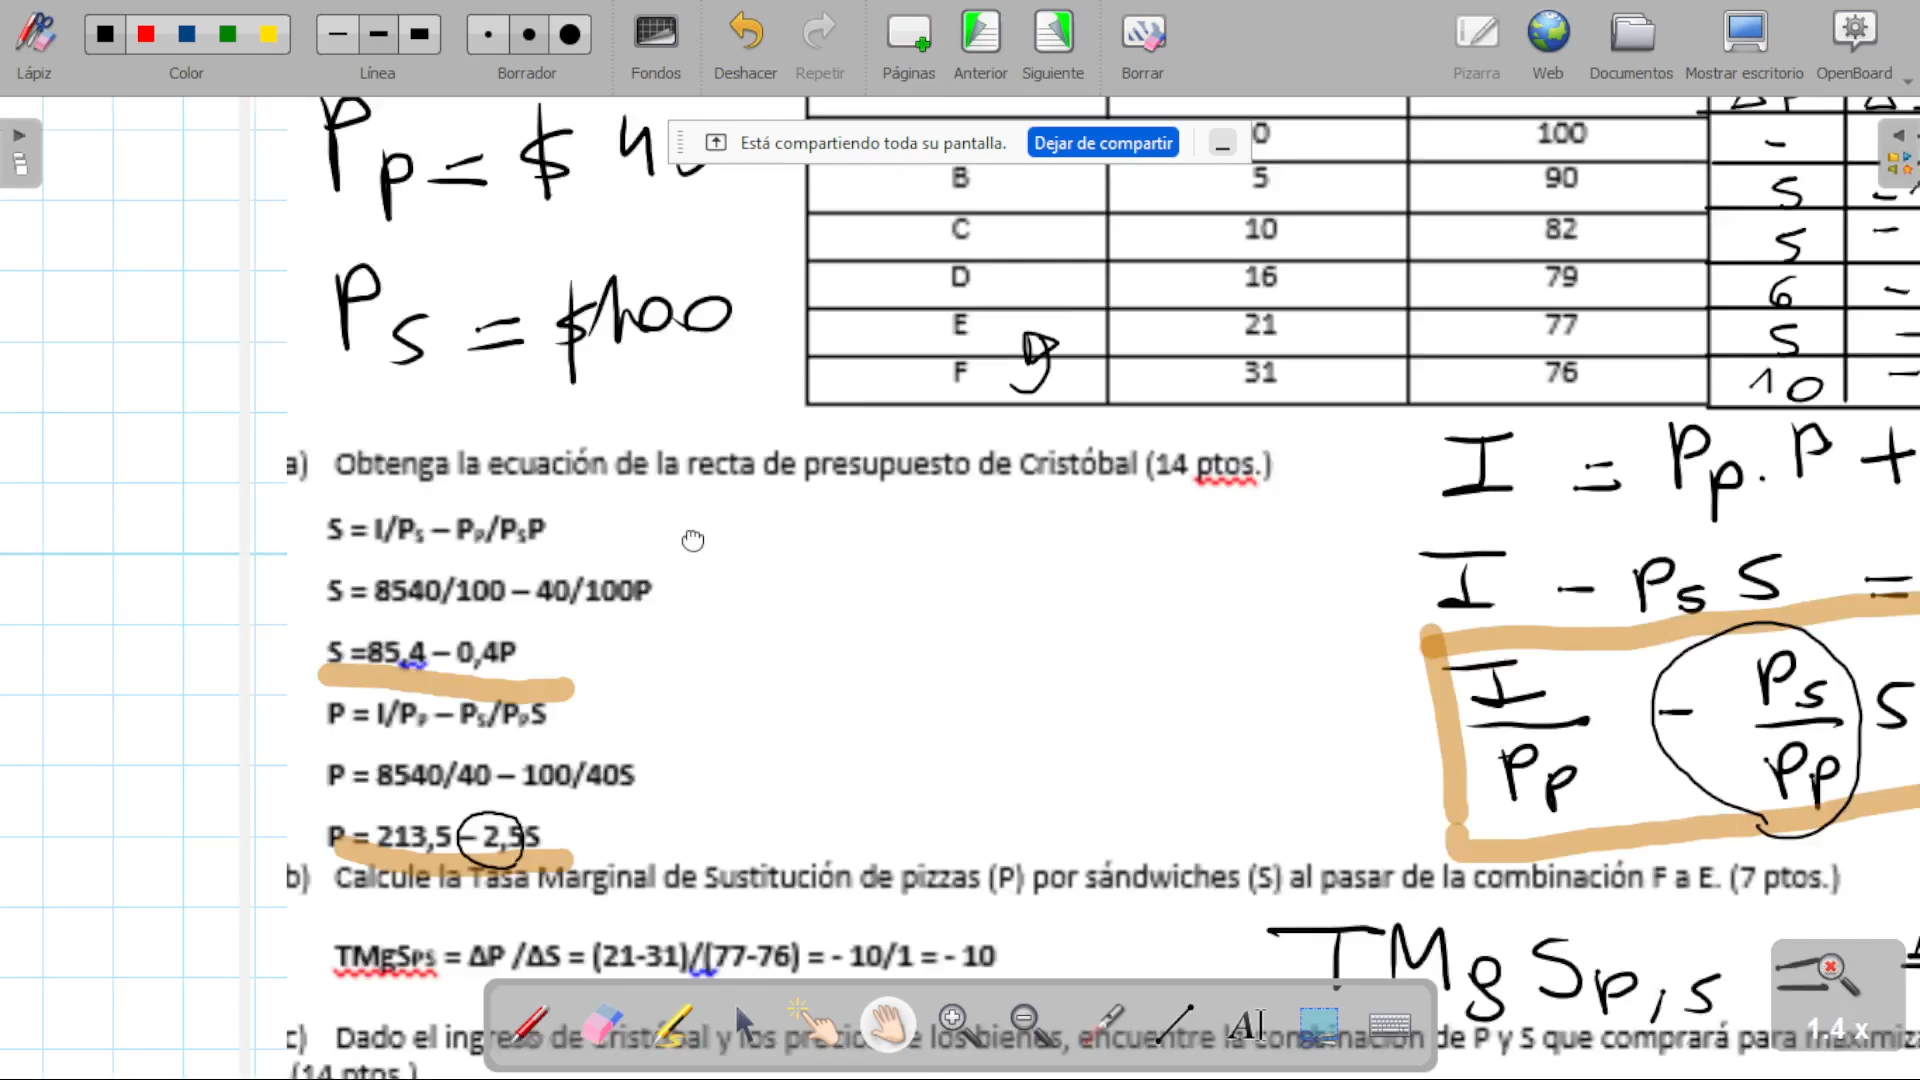 Lápiz Color Línea Borrador Fondos Deshacer Repetir Páginas Anterior Siguiente Borrar Pizarra Web Documentos Mostrar escritorio OpenBoard
Está compartiendo toda su pantalla. Dejar de compartir
Pp = $ 4
Ps = $100
0 100 -
B 5 90 5 -
C 10 82 5 -
D 16 79 6 -
E 21 77 5 -
F 31 76 10 -
a) Obtenga la ecuación de la recta de presupuesto de Cristóbal (14 ptos.)
I = Pp. P +
S = I/Ps – Pp/PsP
I - Ps S =
S = 8540/100 – 40/100P
S =85,4 – 0,4P
I/Pp - Ps/Pp S
P = I/Pp – Ps/PpS
P = 8540/40 – 100/40S
P = 213,5 – 2,5S
b) Calcule la Tasa Marginal de Sustitución de pizzas (P) por sándwiches (S) al pasar de la combinación F a E. (7 ptos.)
TMgSPS = ΔP /ΔS = (21-31)/(77-76) = - 10/1 = - 10
TMg S p,s
1.4 x
c) Dado el ingreso de Cristóbal y los precios de los bienes, encuentre la combinación de P y S que comprará para maximiz
(14 ptos.)